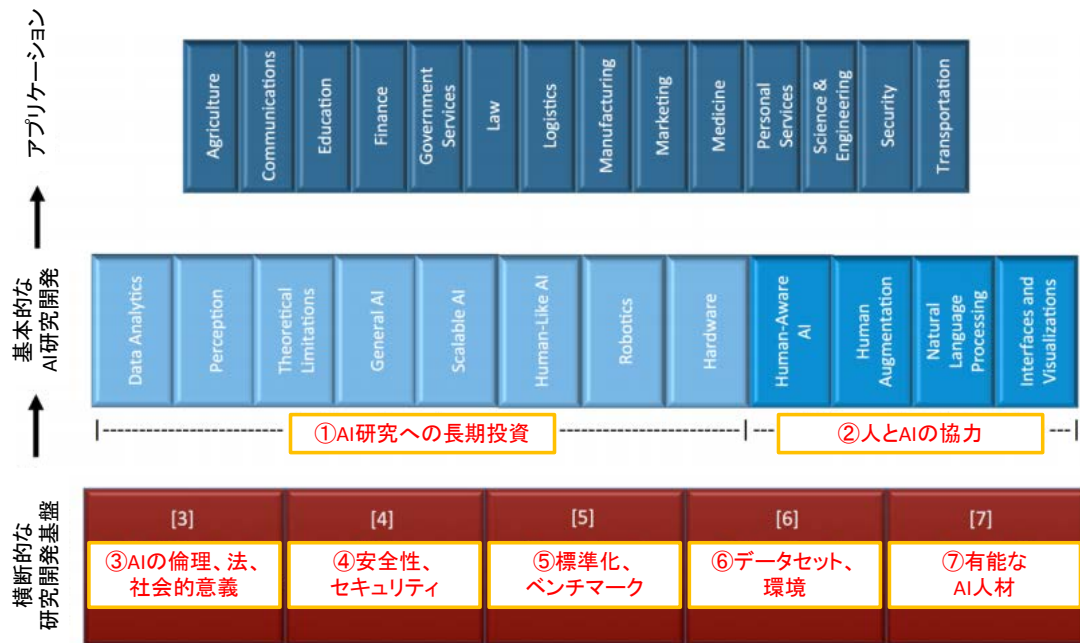 アプリケーション
Agriculture
Communications
Education
Finance
Government
Services
Law
Logistics
Manufacturing
Marketing
Medicine
Personal
Services
Science &
Engineering
Security
Transportation
基本的な
AI研究開発
Data Analytics
Perception
Theoretical
Limitations
General AI
Scalable AI
Human-Like AI
Robotics
Hardware
Human-Aware
AI
Human
Augmentation
Natural
Language
Processing
Interfaces and
Visualizations
①AI研究への長期投資
②人とAIの協力
横断的な
研究開発基盤
[3]
③AIの倫理、法、
社会的意義
[4]
④安全性、
セキュリティ
[5]
⑤標準化、
ベンチマーク
[6]
⑥データセット、
環境
[7]
⑦有能な
AI人材